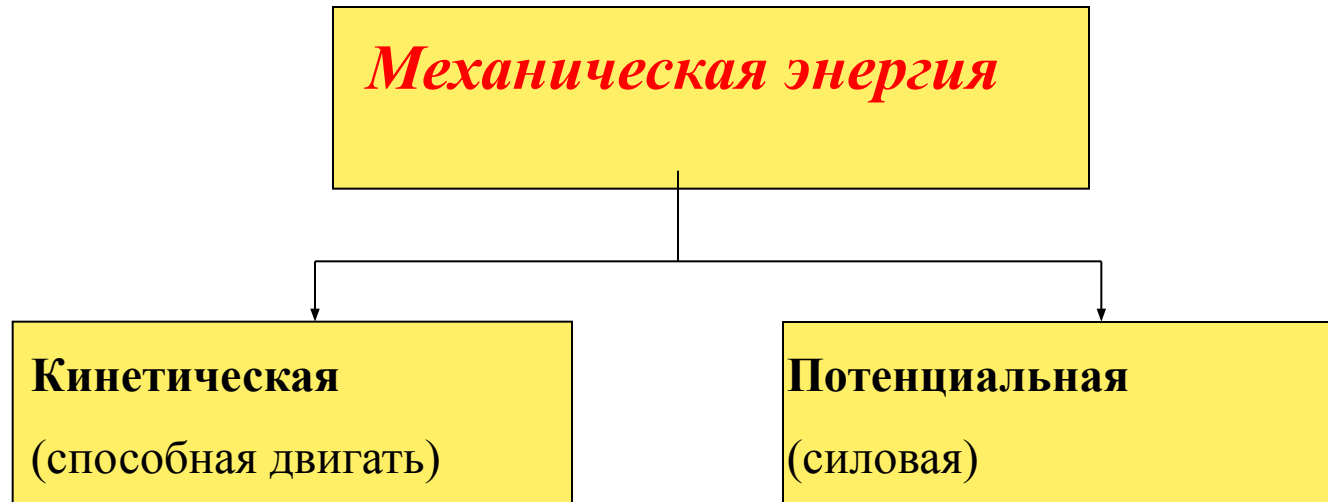 Механическая энергия
Кинетическая
(способная двигать)
Потенциальная
(силовая)